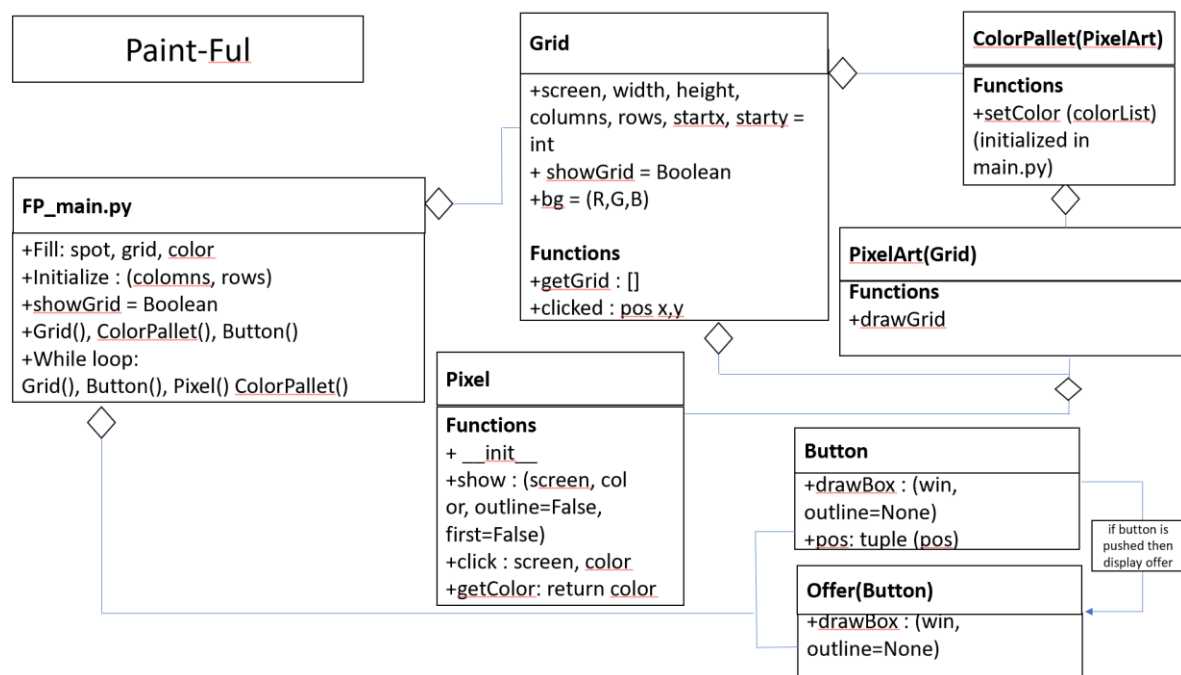 Paint-Ful
Grid
+screen, width, height,
columns, rows, startx, starty =
int
+ showGrid = Boolean
+bg = (R,G,B)
Functions
+getGrid : []
+clicked : pos x,y
ColorPallet(PixelArt)
Functions
+setColor (colorList)
(initialized in
main.py)
FP_main.py
+Fill: spot, grid, color
+Initialize : (colomns, rows)
+showGrid = Boolean
+Grid(), ColorPallet(), Button()
+While loop:
Grid(), Button(), Pixel() ColorPallet()
PixelArt(Grid)
Functions
+drawGrid
Pixel
Functions
+ __init__
+show : (screen, col
or, outline=False,
first=False)
+click : screen, color
+getColor: return color
Button
+drawBox : (win,
outline=None)
+pos: tuple (pos)
if button is
pushed then
display offer
Offer(Button)
+drawBox : (win,
outline=None)